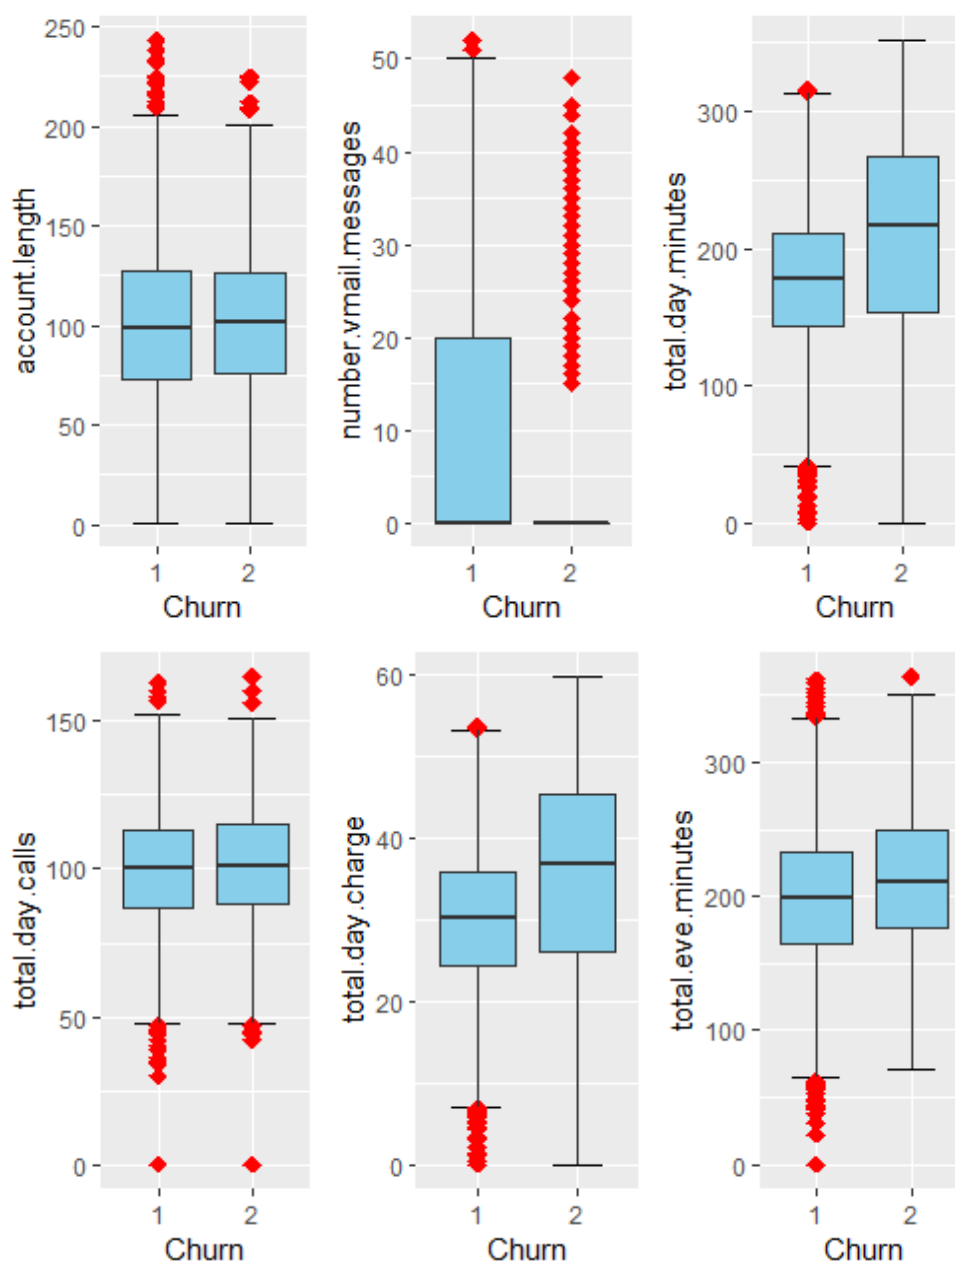 account.length
250
200
150
100
50
0
1 2
Churn
number.vmail.messages
50
40
30
20
10
0
1 2
Churn
total.day.minutes
300
200
100
0
1 2
Churn
total.day.calls
150
100
50
0
1 2
Churn
total.day.charge
60
40
20
0
1 2
Churn
total.eve.minutes
300
200
100
0
1 2
Churn